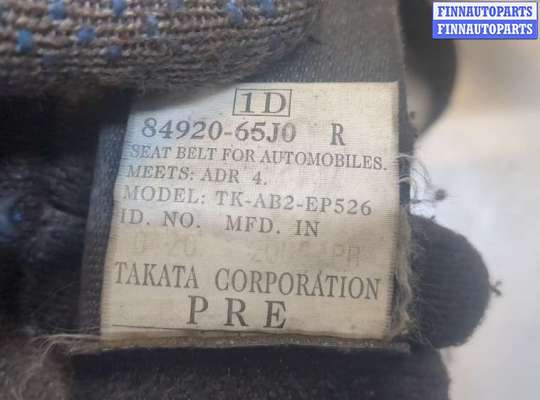 FINNAUTOPARTS
FINNAUTOPARTS
1D
84920-65J0 R
SEAT BELT FOR AUTOMOBILES.
MEETS: ADR 4.
MODEL: TK-AB2-EP526
ID. NO. MFD. IN
TAKATA CORPORATION
PRE